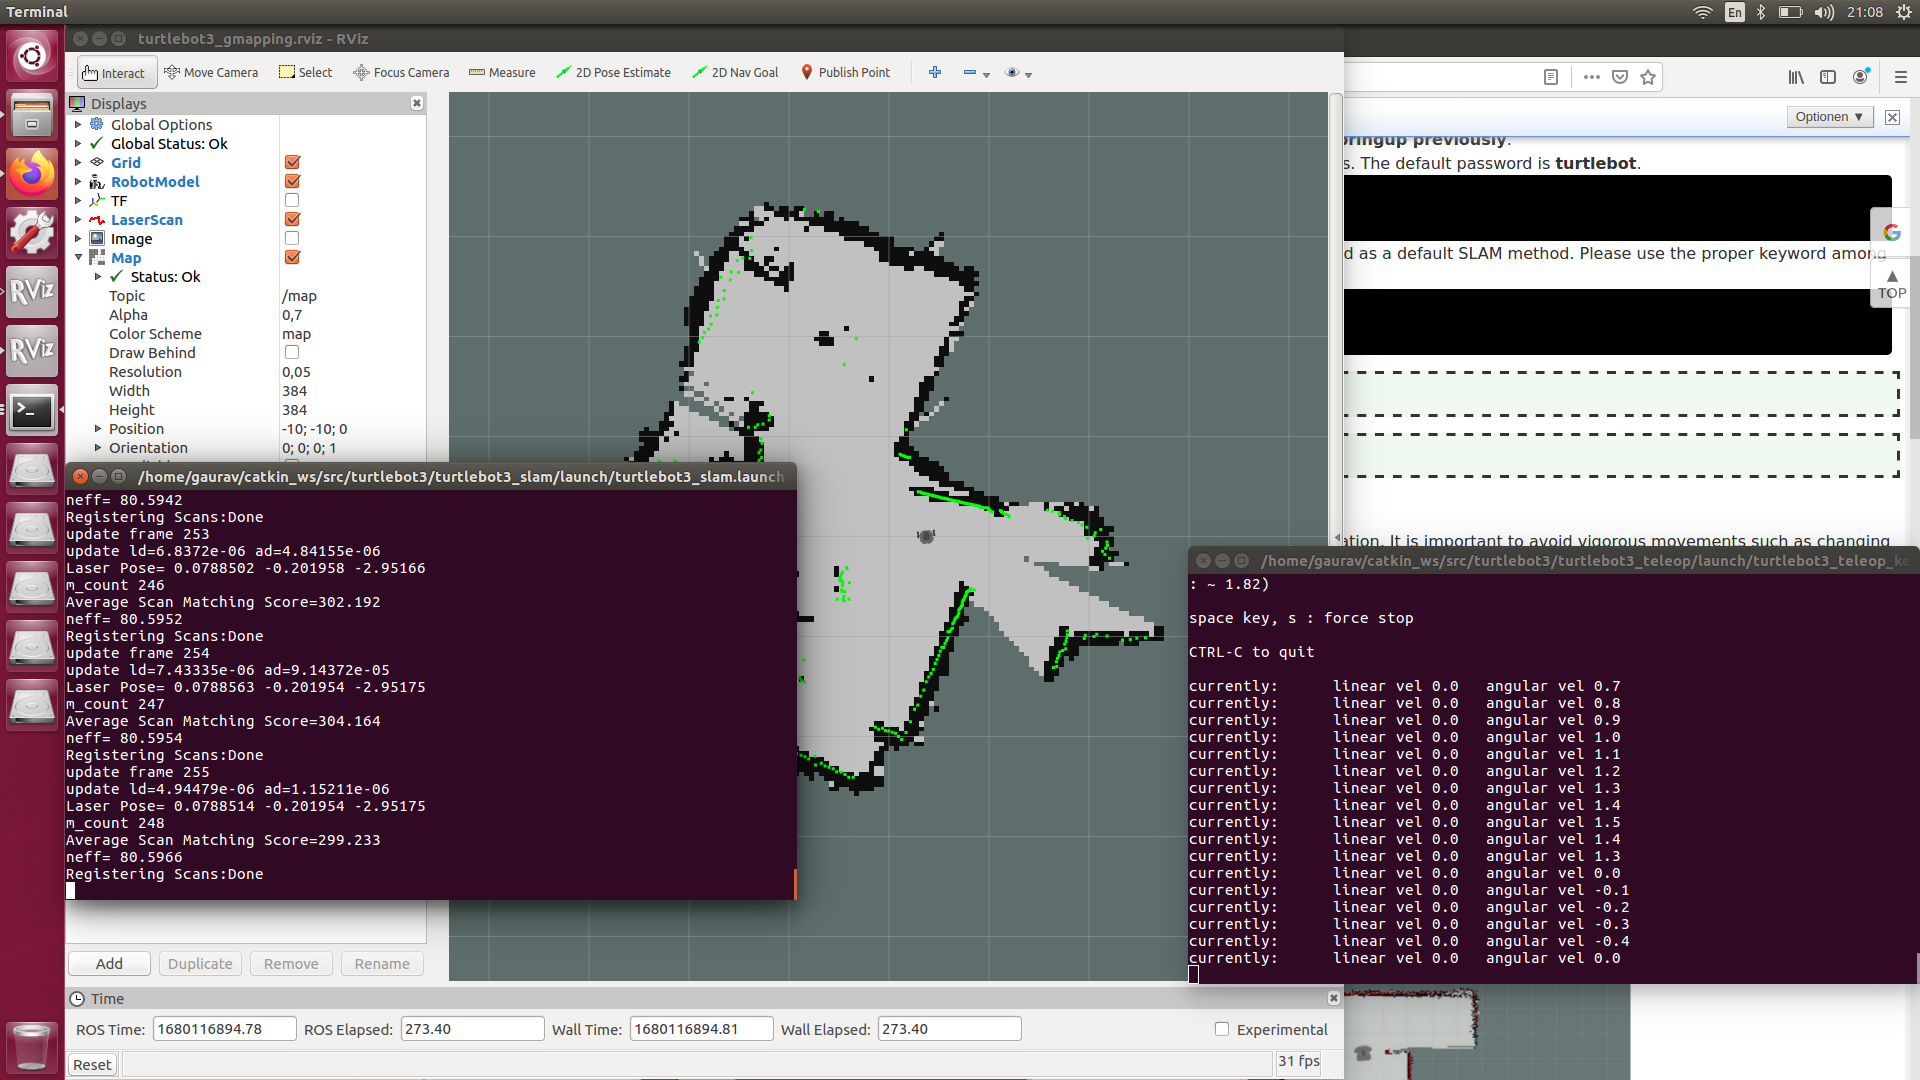 Terminal
En
21:08
turtlebot3_gmapping.rviz - RViz
Interact
Move Camera
Select
Focus Camera
Measure
2D Pose Estimate
2D Nav Goal
Publish Point
Displays
Global Options
Global Status: Ok
Grid
RobotModel
TF
LaserScan
Image
Map
Status: Ok
Topic /map
Alpha 0,7
Color Scheme map
Draw Behind
Resolution 0,05
Width 384
Height 384
Position -10; -10; 0
Orientation 0; 0; 0; 1
RViz
RViz
Optionen ▼
oringup previously.
s. The default password is turtlebot.
d as a default SLAM method. Please use the proper keyword among
G
TOP
ation. It is important to avoid vigorous movements such as changing
/home/gaurav/catkin_ws/src/turtlebot3/turtlebot3_slam/launch/turtlebot3_slam.launch
neff= 80.5942
Registering Scans:Done
update frame 253
update ld=6.8372e-06 ad=4.84155e-06
Laser Pose= 0.0788502 -0.201958 -2.95166
m_count 246
Average Scan Matching Score=302.192
neff= 80.5952
Registering Scans:Done
update frame 254
update ld=7.43335e-06 ad=9.14372e-05
Laser Pose= 0.0788563 -0.201954 -2.95175
m_count 247
Average Scan Matching Score=304.164
neff= 80.5954
Registering Scans:Done
update frame 255
update ld=4.94479e-06 ad=1.15211e-06
Laser Pose= 0.0788514 -0.201954 -2.95175
m_count 248
Average Scan Matching Score=299.233
neff= 80.5966
Registering Scans:Done
/home/gaurav/catkin_ws/src/turtlebot3/turtlebot3_teleop/launch/turtlebot3_teleop_ke
: ~ 1.82)
space key, s : force stop
CTRL-C to quit
currently: linear vel 0.0 angular vel 0.7
currently: linear vel 0.0 angular vel 0.8
currently: linear vel 0.0 angular vel 0.9
currently: linear vel 0.0 angular vel 1.0
currently: linear vel 0.0 angular vel 1.1
currently: linear vel 0.0 angular vel 1.2
currently: linear vel 0.0 angular vel 1.3
currently: linear vel 0.0 angular vel 1.4
currently: linear vel 0.0 angular vel 1.5
currently: linear vel 0.0 angular vel 1.4
currently: linear vel 0.0 angular vel 1.3
currently: linear vel 0.0 angular vel 0.0
currently: linear vel 0.0 angular vel -0.1
currently: linear vel 0.0 angular vel -0.2
currently: linear vel 0.0 angular vel -0.3
currently: linear vel 0.0 angular vel -0.4
currently: linear vel 0.0 angular vel 0.0
Add
Duplicate
Remove
Rename
Time
ROS Time: 1680116894.78 ROS Elapsed: 273.40 Wall Time: 1680116894.81 Wall Elapsed: 273.40 Experimental
Reset
31 fps